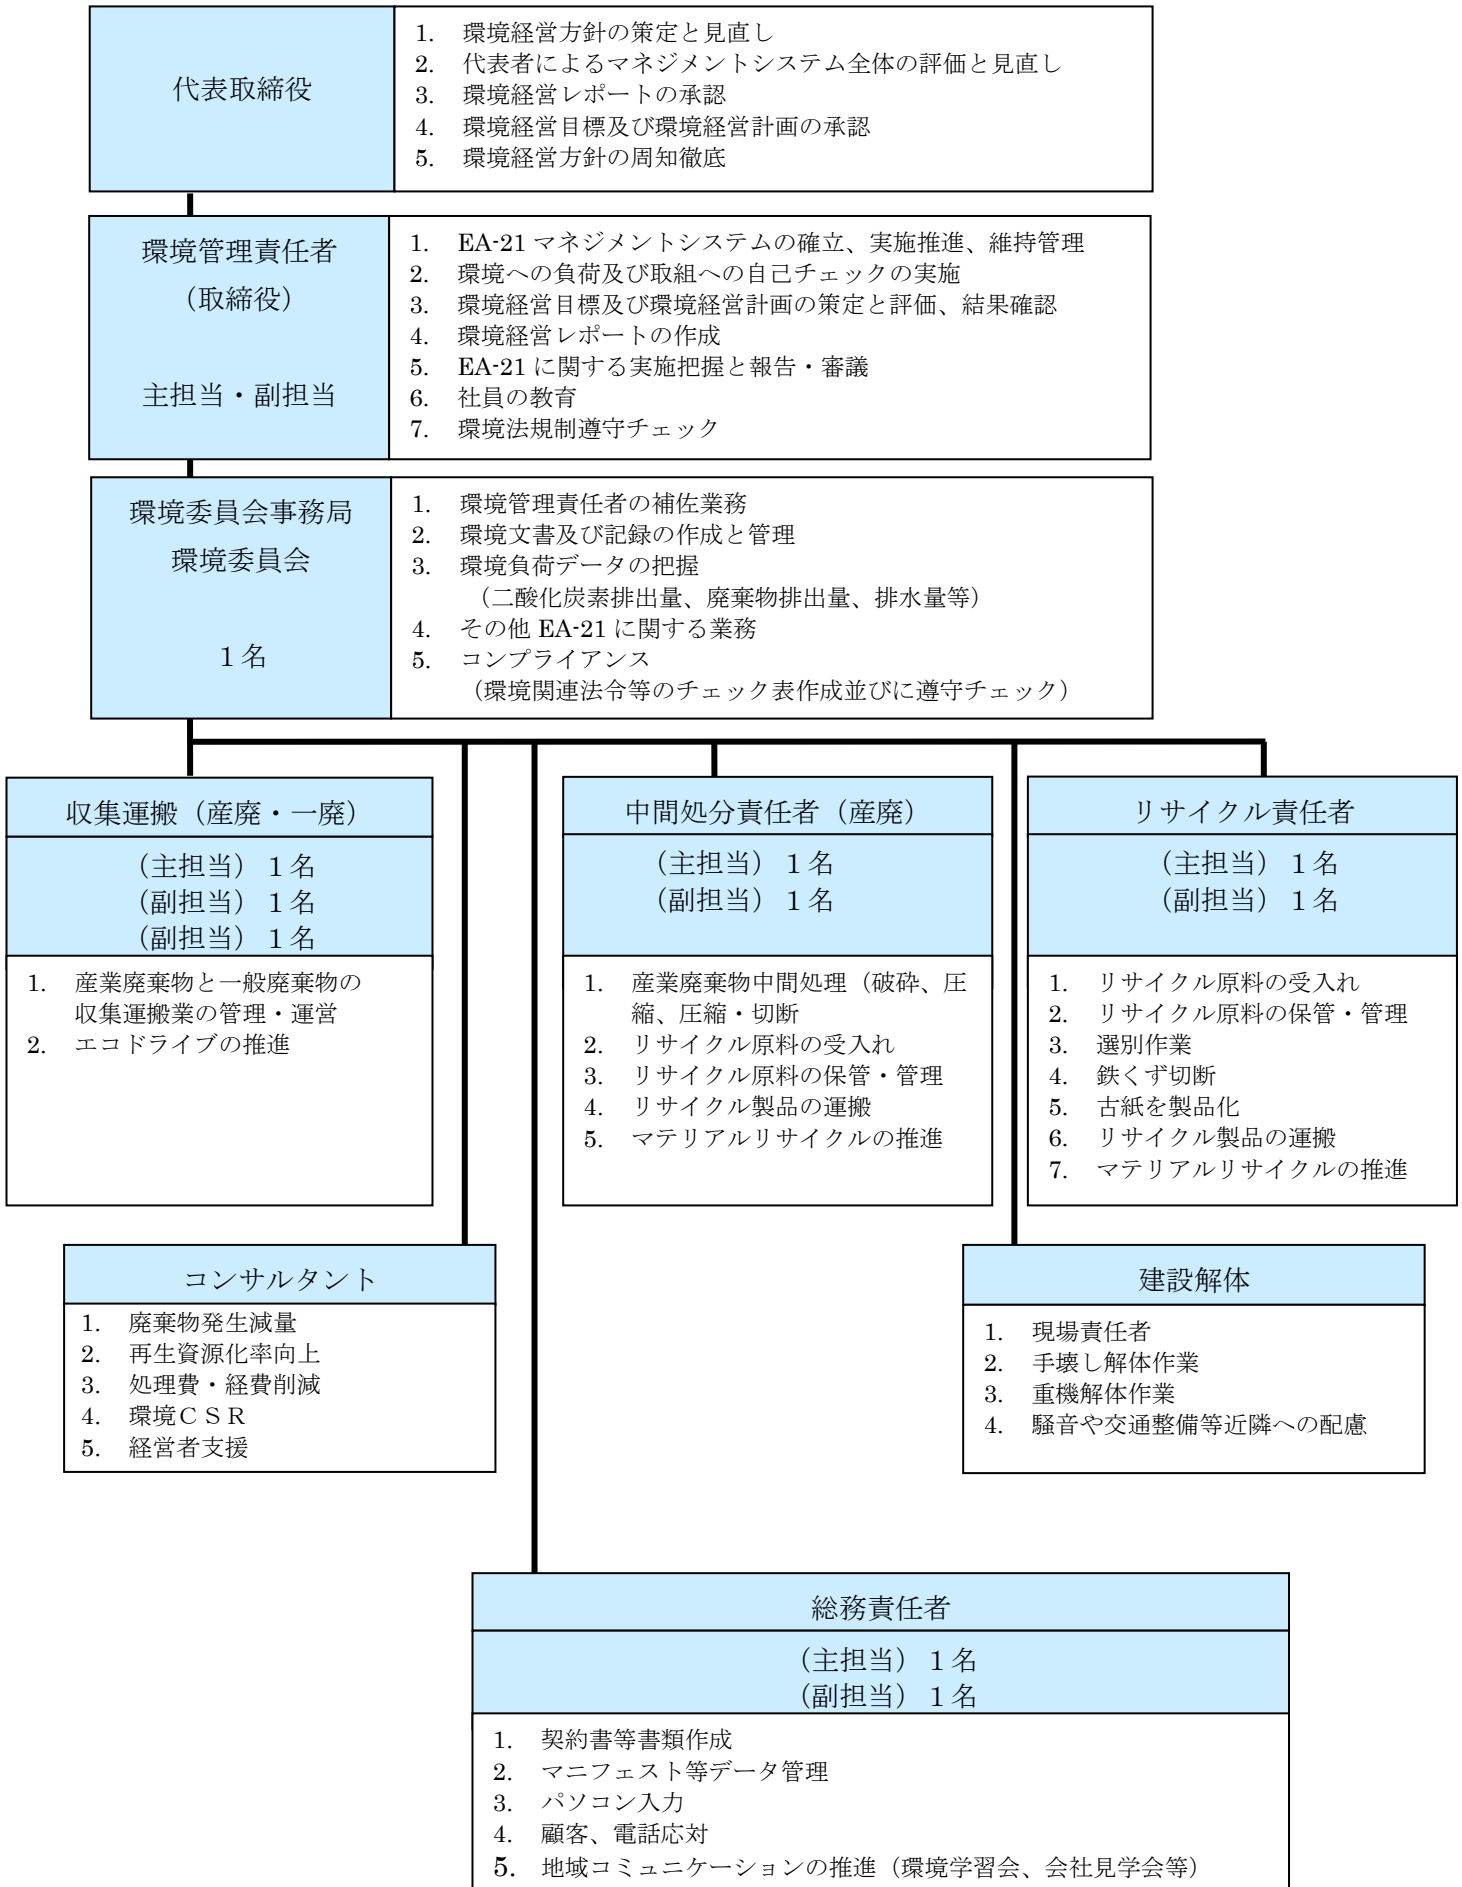 代表取締役
1. 環境経営方針の策定と見直し
2. 代表者によるマネジメントシステム全体の評価と見直し
3. 環境経営レポートの承認
4. 環境経営目標及び環境経営計画の承認
5. 環境経営方針の周知徹底
環境管理責任者
（取締役）
主担当・副担当
1. EA-21 マネジメントシステムの確立、実施推進、維持管理
2. 環境への負荷及び取組への自己チェックの実施
3. 環境経営目標及び環境経営計画の策定と評価、結果確認
4. 環境経営レポートの作成
5. EA-21 に関する実施把握と報告・審議
6. 社員の教育
7. 環境法規制遵守チェック
環境委員会事務局
環境委員会
１名
1. 環境管理責任者の補佐業務
2. 環境文書及び記録の作成と管理
3. 環境負荷データの把握
（二酸化炭素排出量、廃棄物排出量、排水量等）
4. その他 EA-21 に関する業務
5. コンプライアンス
（環境関連法令等のチェック表作成並びに遵守チェック）
収集運搬（産廃・一廃）
（主担当）１名
（副担当）１名
（副担当）１名
1. 産業廃棄物と一般廃棄物の
収集運搬業の管理・運営
2. エコドライブの推進
中間処分責任者（産廃）
（主担当）１名
（副担当）１名
1. 産業廃棄物中間処理（破砕、圧
縮、圧縮・切断
2. リサイクル原料の受入れ
3. リサイクル原料の保管・管理
4. リサイクル製品の運搬
5. マテリアルリサイクルの推進
リサイクル責任者
（主担当）１名
（副担当）１名
1. リサイクル原料の受入れ
2. リサイクル原料の保管・管理
3. 選別作業
4. 鉄くず切断
5. 古紙を製品化
6. リサイクル製品の運搬
7. マテリアルリサイクルの推進
コンサルタント
1. 廃棄物発生減量
2. 再生資源化率向上
3. 処理費・経費削減
4. 環境ＣＳＲ
5. 経営者支援
建設解体
1. 現場責任者
2. 手壊し解体作業
3. 重機解体作業
4. 騒音や交通整備等近隣への配慮
総務責任者
（主担当）１名
（副担当）１名
1. 契約書等書類作成
2. マニフェスト等データ管理
3. パソコン入力
4. 顧客、電話応対
5. 地域コミュニケーションの推進（環境学習会、会社見学会等）